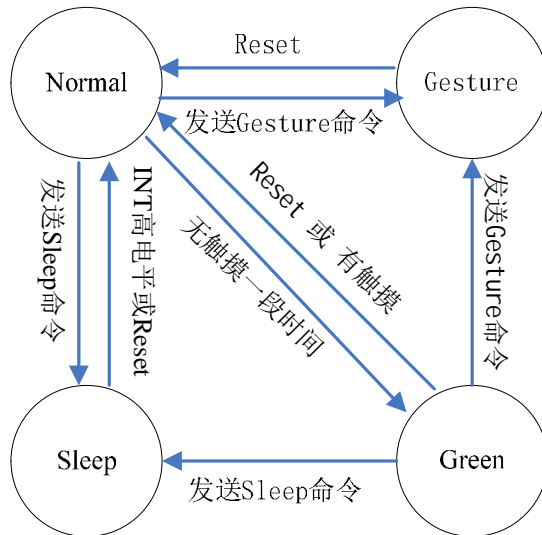 Reset
Normal
Gesture
发送Gesture命令
Reset 或 有触摸
无触摸一段时间
发送Sleep命令
INT高电平或Reset
发送Gesture命令
Sleep
Green
发送Sleep命令